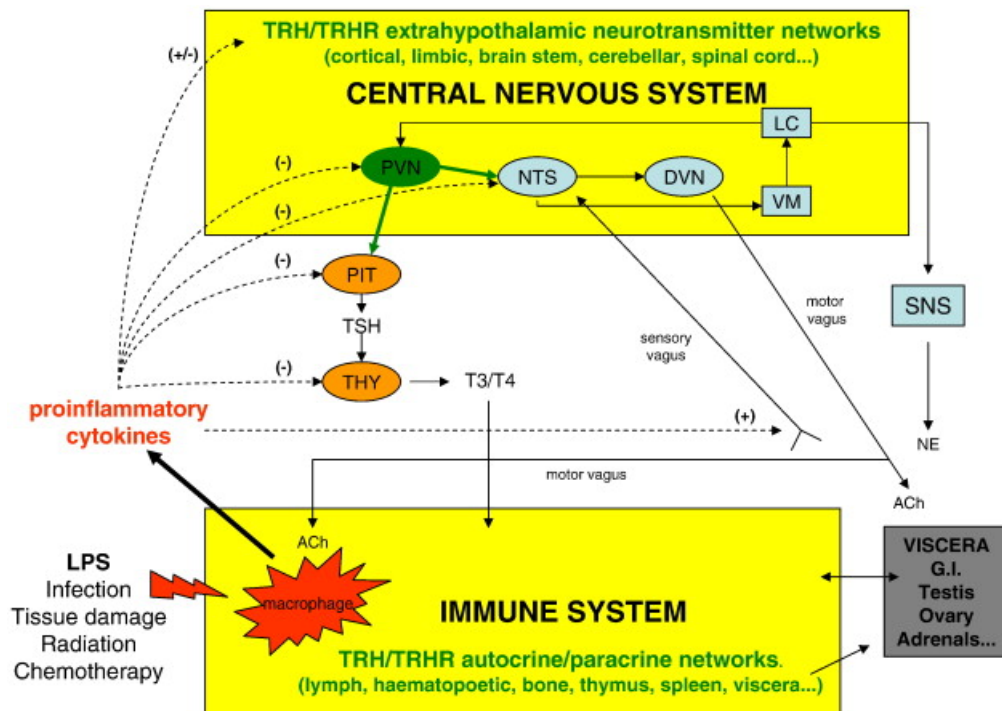 TRH/TRHR extrahypothalamic neurotransmitter networks
(cortical, limbic, brain stem, cerebellar, spinal cord...)
(+/-)
CENTRAL NERVOUS SYSTEM
LC
(-)
PVN
NTS
DVN
VM
(-)
(-)
PIT
TSH
motor
vagus
SNS
sensory
vagus
(-)
THY
T3/T4
proinflammatory
cytokines
(+)
NE
motor vagus
ACh
ACh
LPS
Infection
Tissue damage
Radiation
Chemotherapy
macrophage
IMMUNE SYSTEM
TRH/TRHR autocrine/paracrine networks.
(lymph, haematopoetic, bone, thymus, spleen, viscera...)
VISCERA
G.I.
Testis
Ovary
Adrenals...